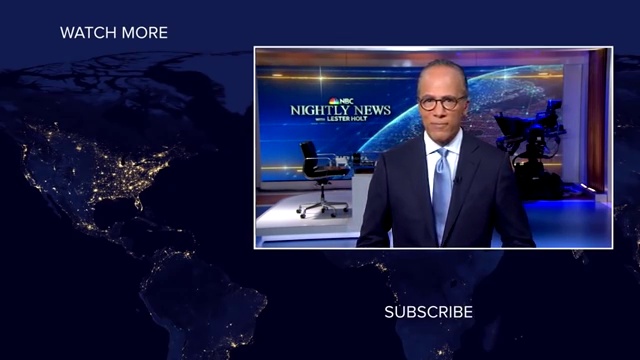 WATCH MORE
NBC
NIGHTLY NEWS
WITH LESTER HOLT
SUBSCRIBE